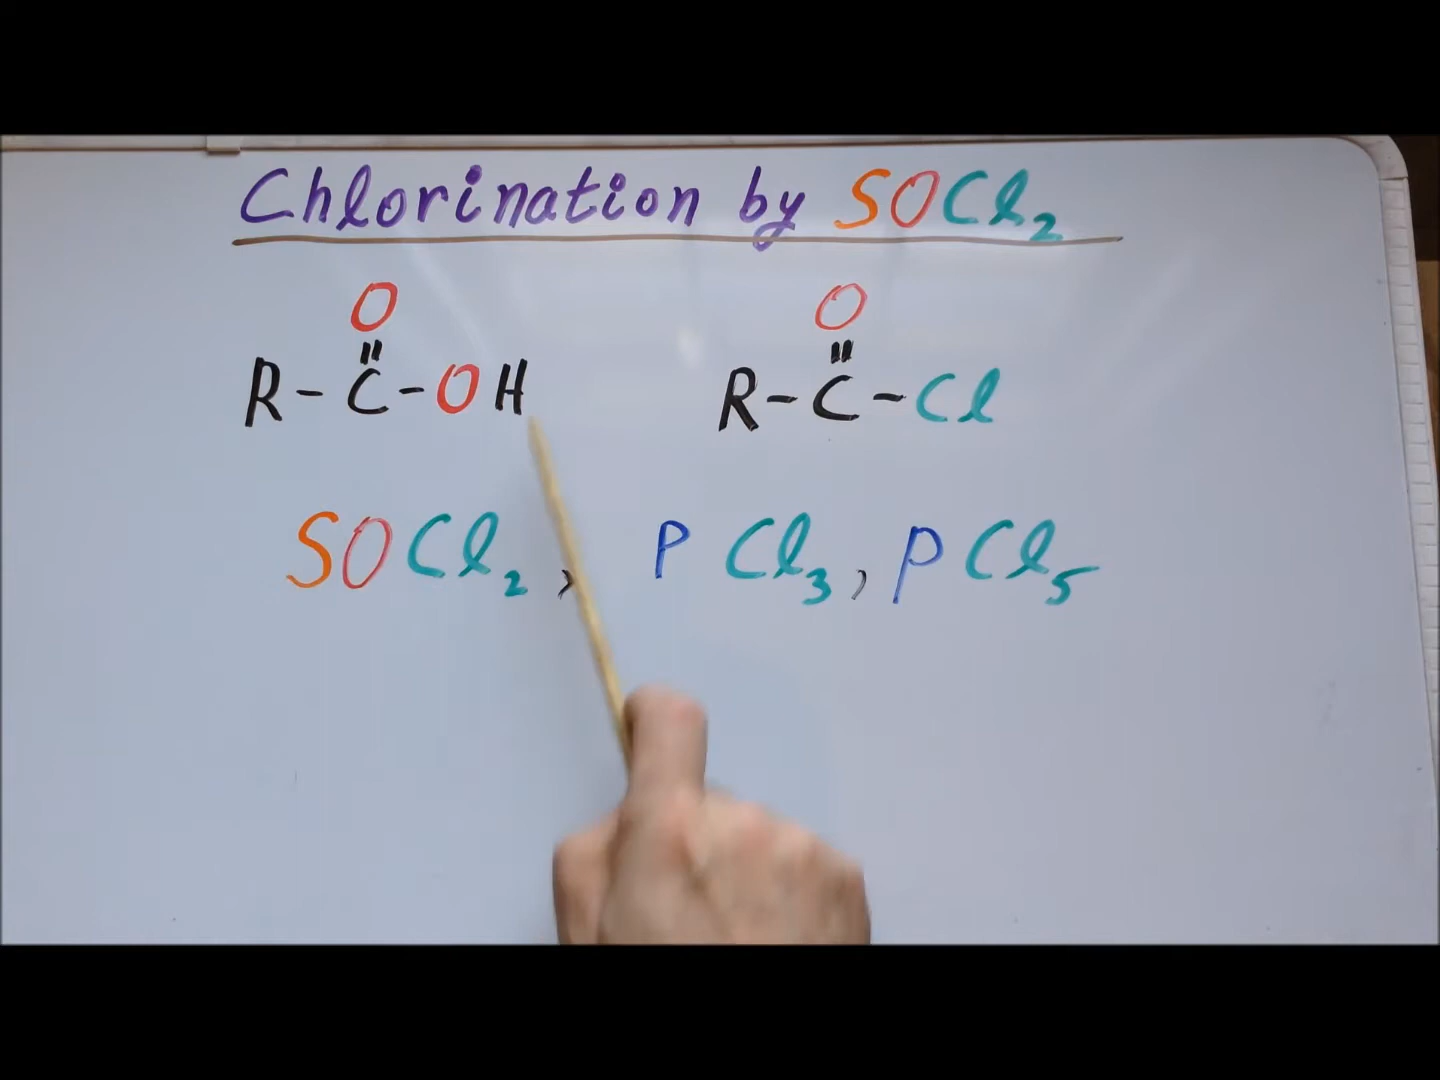 Chlorination by SOCl₂
O O
" "
R-C-OH R-C-Cl
SOCl₂, PCl₃, PCl₅